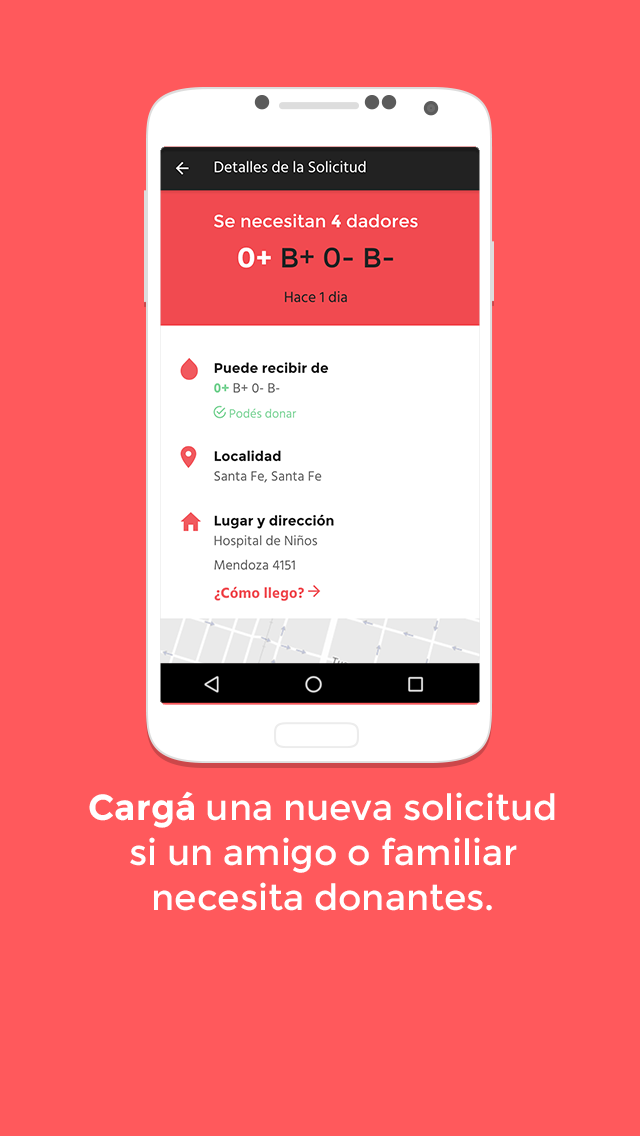 Detalles de la Solicitud
Se necesitan 4 dadores
0+ B+ 0- B-
Hace 1 dia
Puede recibir de
0+ B+ 0- B-
Podés donar
Localidad
Santa Fe, Santa Fe
Lugar y dirección
Hospital de Niños
Mendoza 4151
¿Cómo llego?
Cargá una nueva solicitud
si un amigo o familiar
necesita donantes.